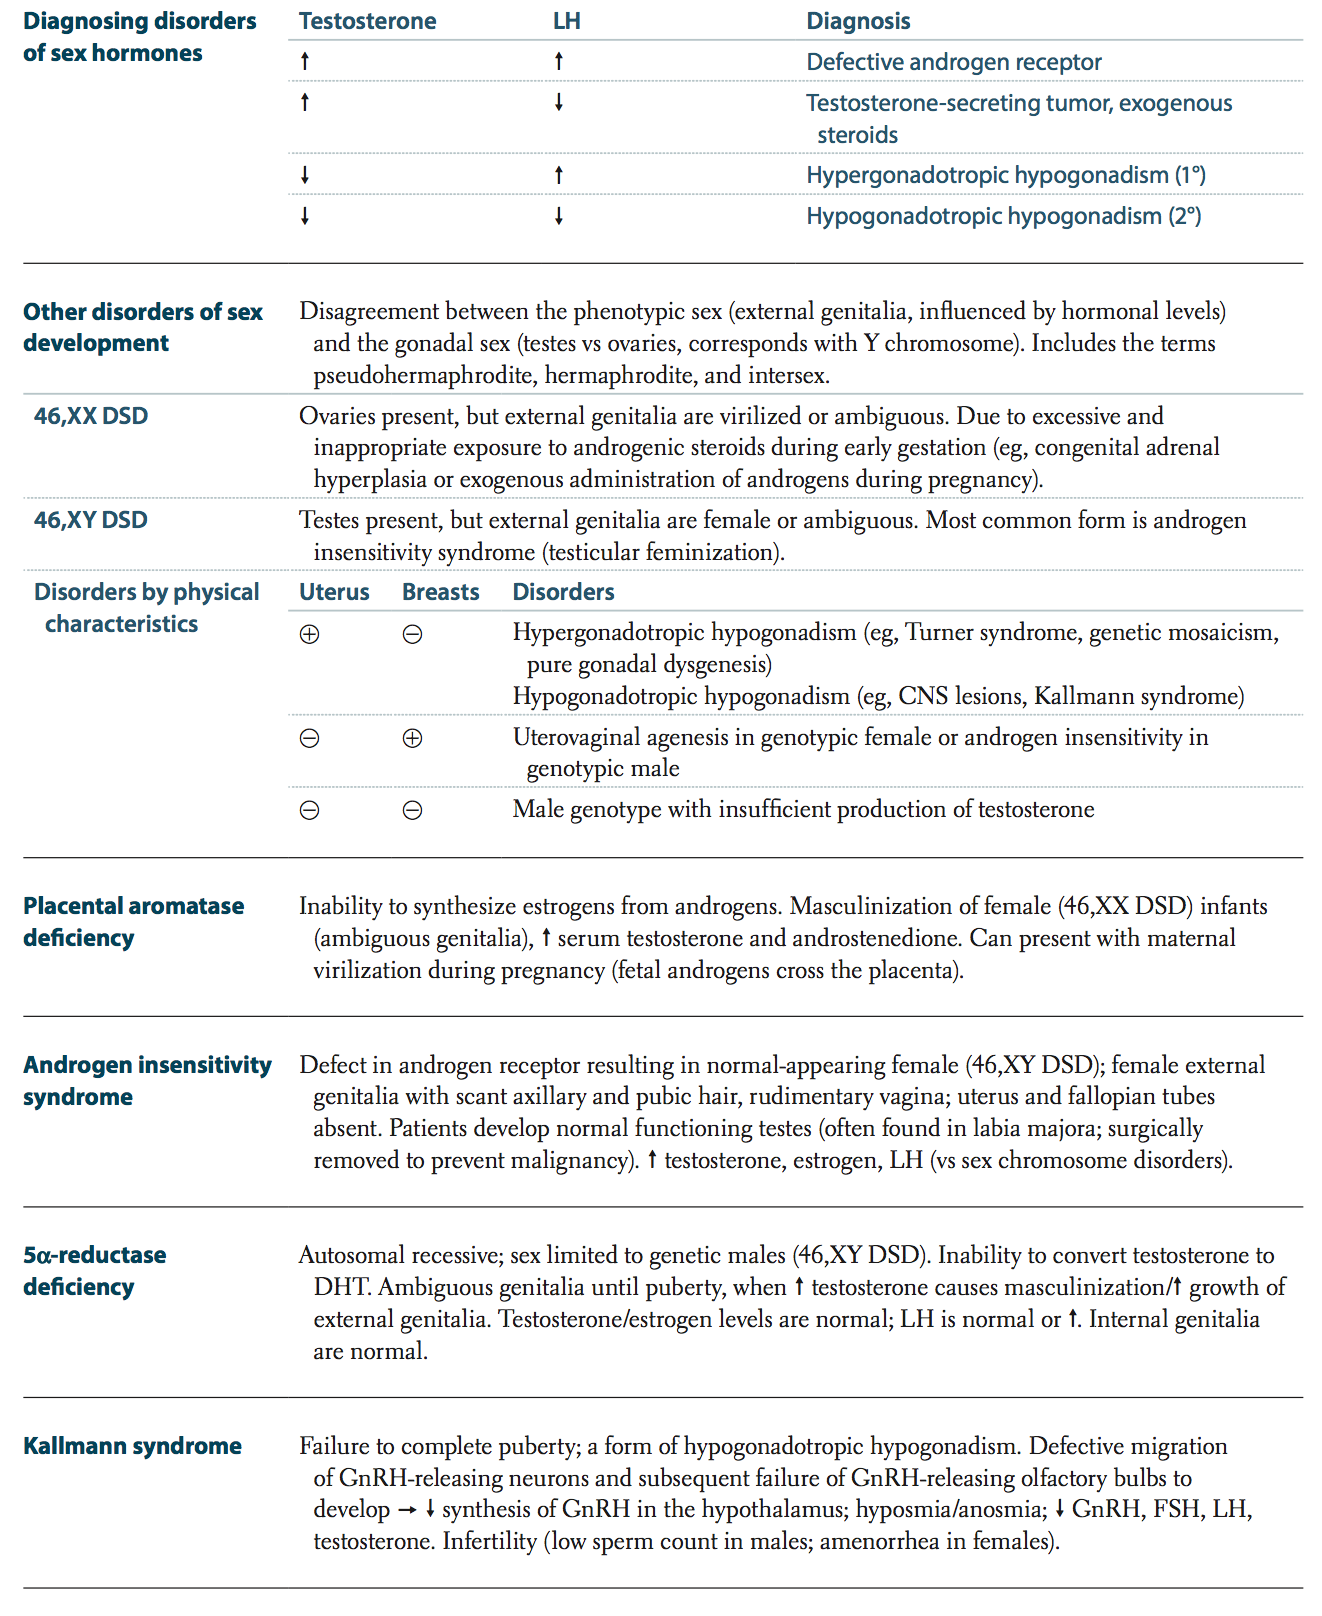 Diagnosing disorders of sex hormones
Testosterone LH Diagnosis
↑ ↑ Defective androgen receptor
↑ ↓ Testosterone-secreting tumor, exogenous
steroids
↓ ↑ Hypergonadotropic hypogonadism (1°)
↓ ↓ Hypogonadotropic hypogonadism (2°)
Other disorders of sex
development
Disagreement between the phenotypic sex (external genitalia, influenced by hormonal levels)
and the gonadal sex (testes vs ovaries, corresponds with Y chromosome). Includes the terms
pseudohermaphrodite, hermaphrodite, and intersex.
46,XX DSD
Ovaries present, but external genitalia are virilized or ambiguous. Due to excessive and
inappropriate exposure to androgenic steroids during early gestation (eg, congenital adrenal
hyperplasia or exogenous administration of androgens during pregnancy).
46,XY DSD
Testes present, but external genitalia are female or ambiguous. Most common form is androgen
insensitivity syndrome (testicular feminization).
Disorders by physical
characteristics
Uterus Breasts Disorders
⊕ ⊖ Hypergonadotropic hypogonadism (eg, Turner syndrome, genetic mosaicism,
pure gonadal dysgenesis)
Hypogonadotropic hypogonadism (eg, CNS lesions, Kallmann syndrome)
⊖ ⊕ Uterovaginal agenesis in genotypic female or androgen insensitivity in
genotypic male
⊖ ⊖ Male genotype with insufficient production of testosterone
Placental aromatase
deficiency
Inability to synthesize estrogens from androgens. Masculinization of female (46,XX DSD) infants
(ambiguous genitalia), ↑ serum testosterone and androstenedione. Can present with maternal
virilization during pregnancy (fetal androgens cross the placenta).
Androgen insensitivity
syndrome
Defect in androgen receptor resulting in normal-appearing female (46,XY DSD); female external
genitalia with scant axillary and pubic hair, rudimentary vagina; uterus and fallopian tubes
absent. Patients develop normal functioning testes (often found in labia majora; surgically
removed to prevent malignancy). ↑ testosterone, estrogen, LH (vs sex chromosome disorders).
5α-reductase
deficiency
Autosomal recessive; sex limited to genetic males (46,XY DSD). Inability to convert testosterone to
DHT. Ambiguous genitalia until puberty, when ↑ testosterone causes masculinization/↑ growth of
external genitalia. Testosterone/estrogen levels are normal; LH is normal or ↑. Internal genitalia
are normal.
Kallmann syndrome
Failure to complete puberty; a form of hypogonadotropic hypogonadism. Defective migration
of GnRH-releasing neurons and subsequent failure of GnRH-releasing olfactory bulbs to
develop → ↓ synthesis of GnRH in the hypothalamus; hyposmia/anosmia; ↓ GnRH, FSH, LH,
testosterone. Infertility (low sperm count in males; amenorrhea in females).